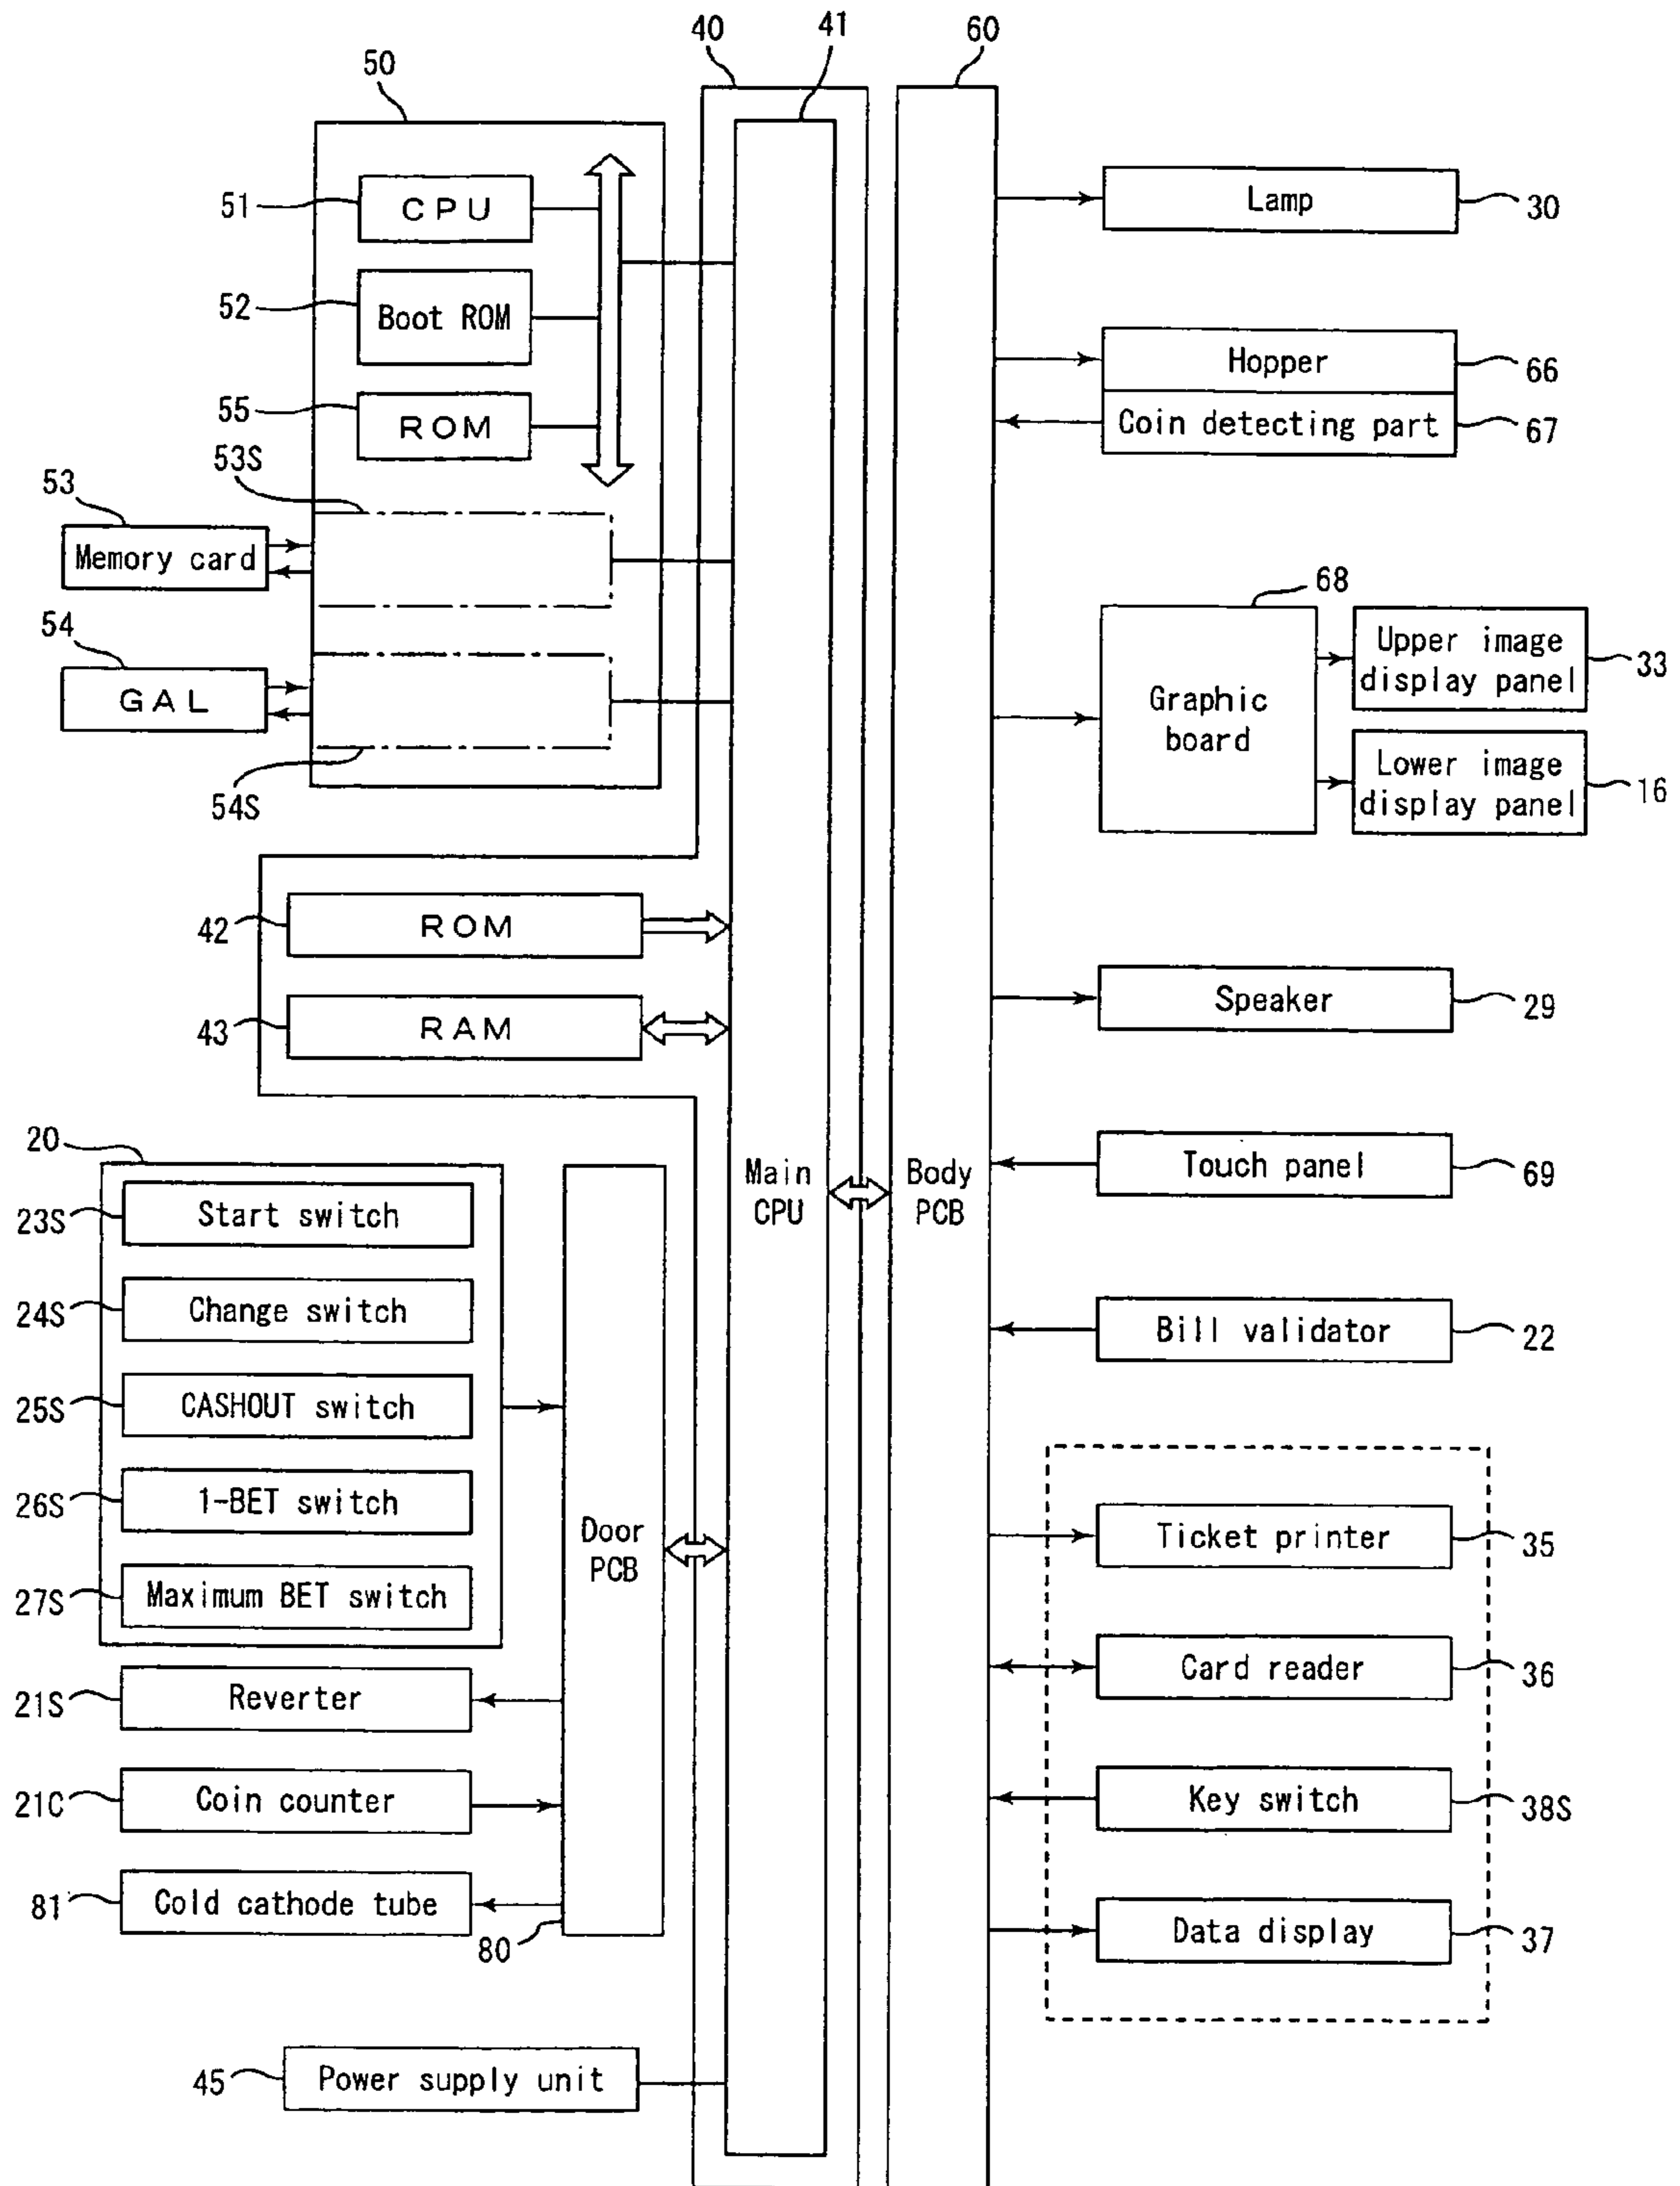 40
41
60
50
51
CPU
52
Boot ROM
55
ROM
53S
53
Memory card
54
GAL
54S
42
ROM
43
RAM
20
23S
Start switch
24S
Change switch
25S
CASHOUT switch
26S
1-BET switch
27S
Maximum BET switch
21S
Reverter
21C
Coin counter
81
Cold cathode tube
80
Door
PCB
45
Power supply unit
Main
CPU
Body
PCB
Lamp
30
Hopper
66
Coin detecting part
67
68
Graphic
board
Upper image
display panel
33
Lower image
display panel
16
Speaker
29
Touch panel
69
Bill validator
22
Ticket printer
35
Card reader
36
Key switch
38S
Data display
37